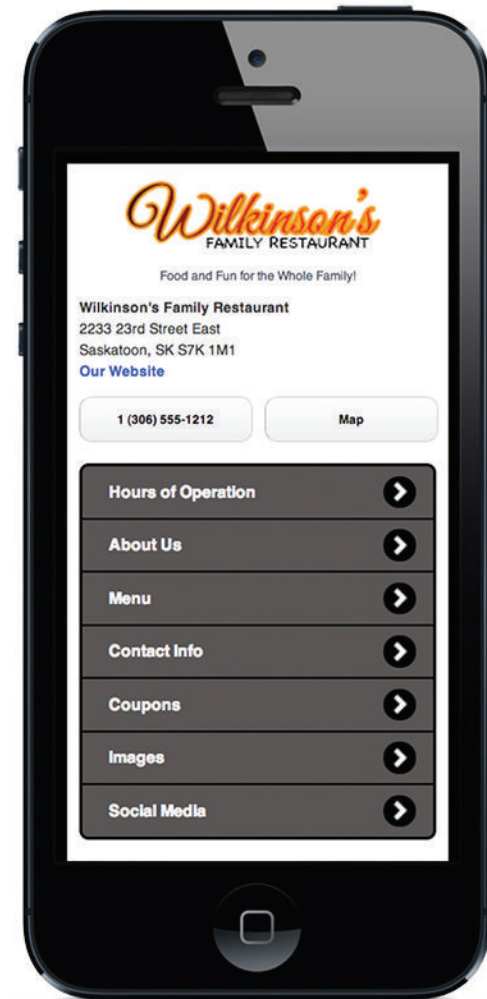 Wilkinson's
FAMILY RESTAURANT
Food and Fun for the Whole Family!
Wilkinson's Family Restaurant
2233 23rd Street East
Saskatoon, SK S7K 1M1
Our Website
1 (306) 555-1212
Map
Hours of Operation
About Us
Menu
Contact Info
Coupons
Images
Social Media